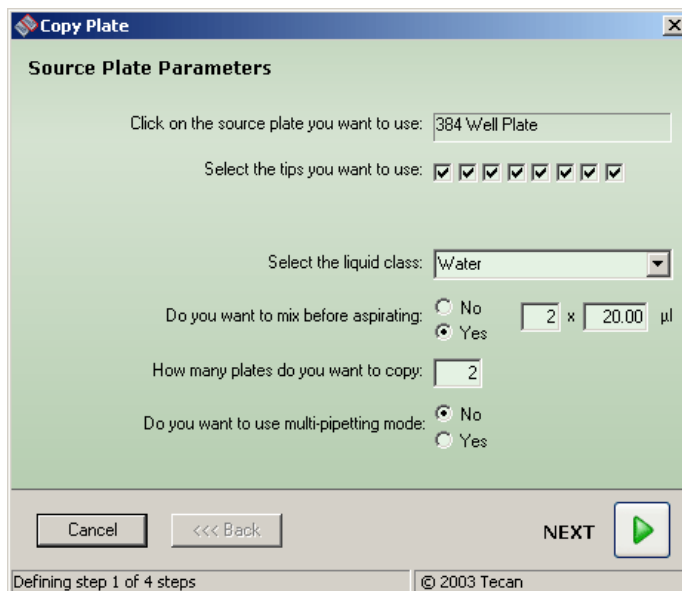 Copy Plate
Source Plate Parameters
Click on the source plate you want to use: 384 Well Plate
Select the tips you want to use:
Select the liquid class: Water
Do you want to mix before aspirating: No
Yes
2 x 20.00 µl
How many plates do you want to copy: 2
Do you want to use multi-pipetting mode: No
Yes
Cancel
<<< Back
NEXT
Defining step 1 of 4 steps
© 2003 Tecan